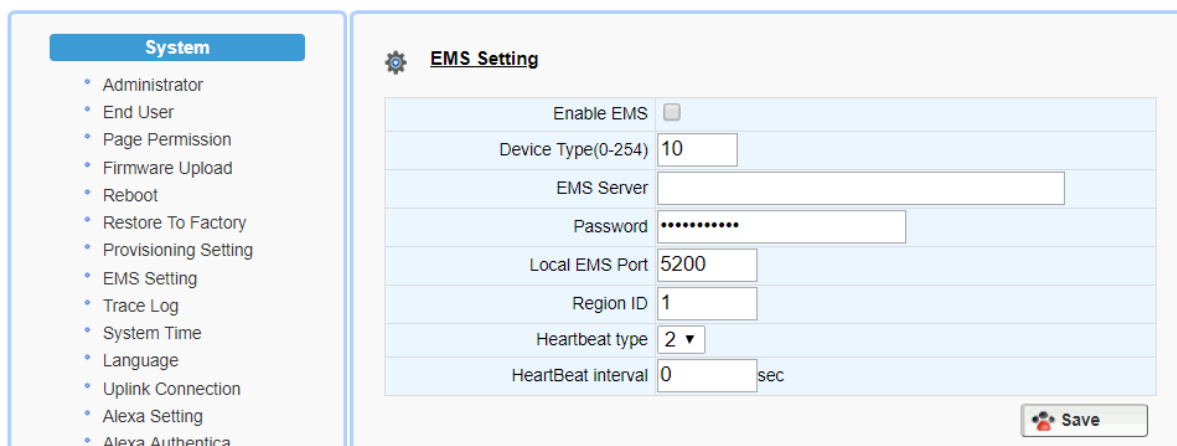 System
Administrator
End User
Page Permission
Firmware Upload
Reboot
Restore To Factory
Provisioning Setting
EMS Setting
Trace Log
System Time
Language
Uplink Connection
Alexa Setting
Alexa Authentica
EMS Setting
Enable EMS
Device Type(0-254) 10
EMS Server
Password •••••••••••
Local EMS Port 5200
Region ID 1
Heartbeat type 2
HeartBeat interval 0 sec
Save